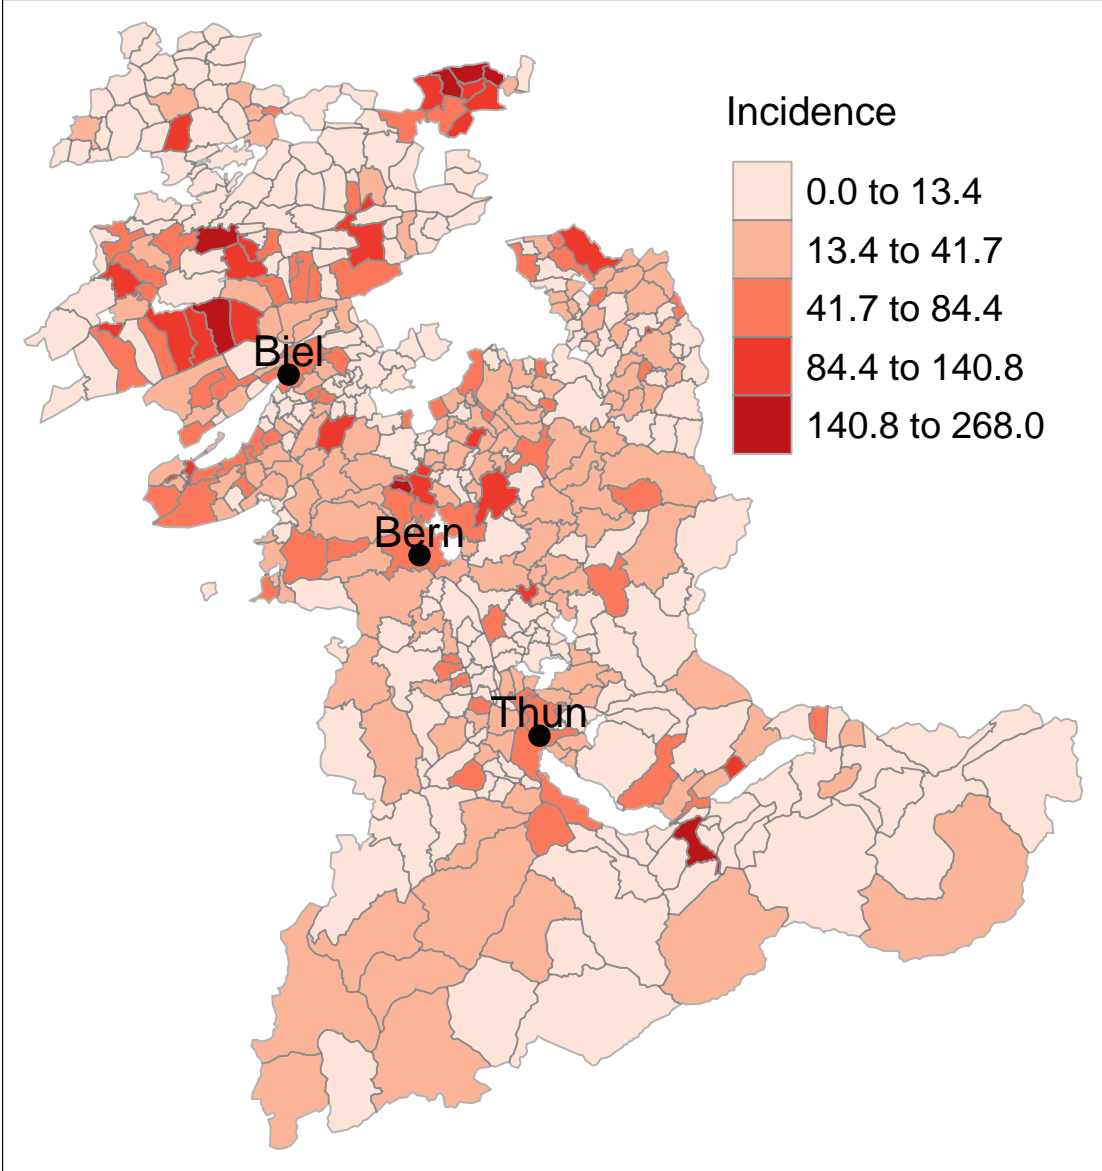 Incidence
0.0 to 13.4
13.4 to 41.7
41.7 to 84.4
84.4 to 140.8
140.8 to 268.0
Biel
Bern
Thun